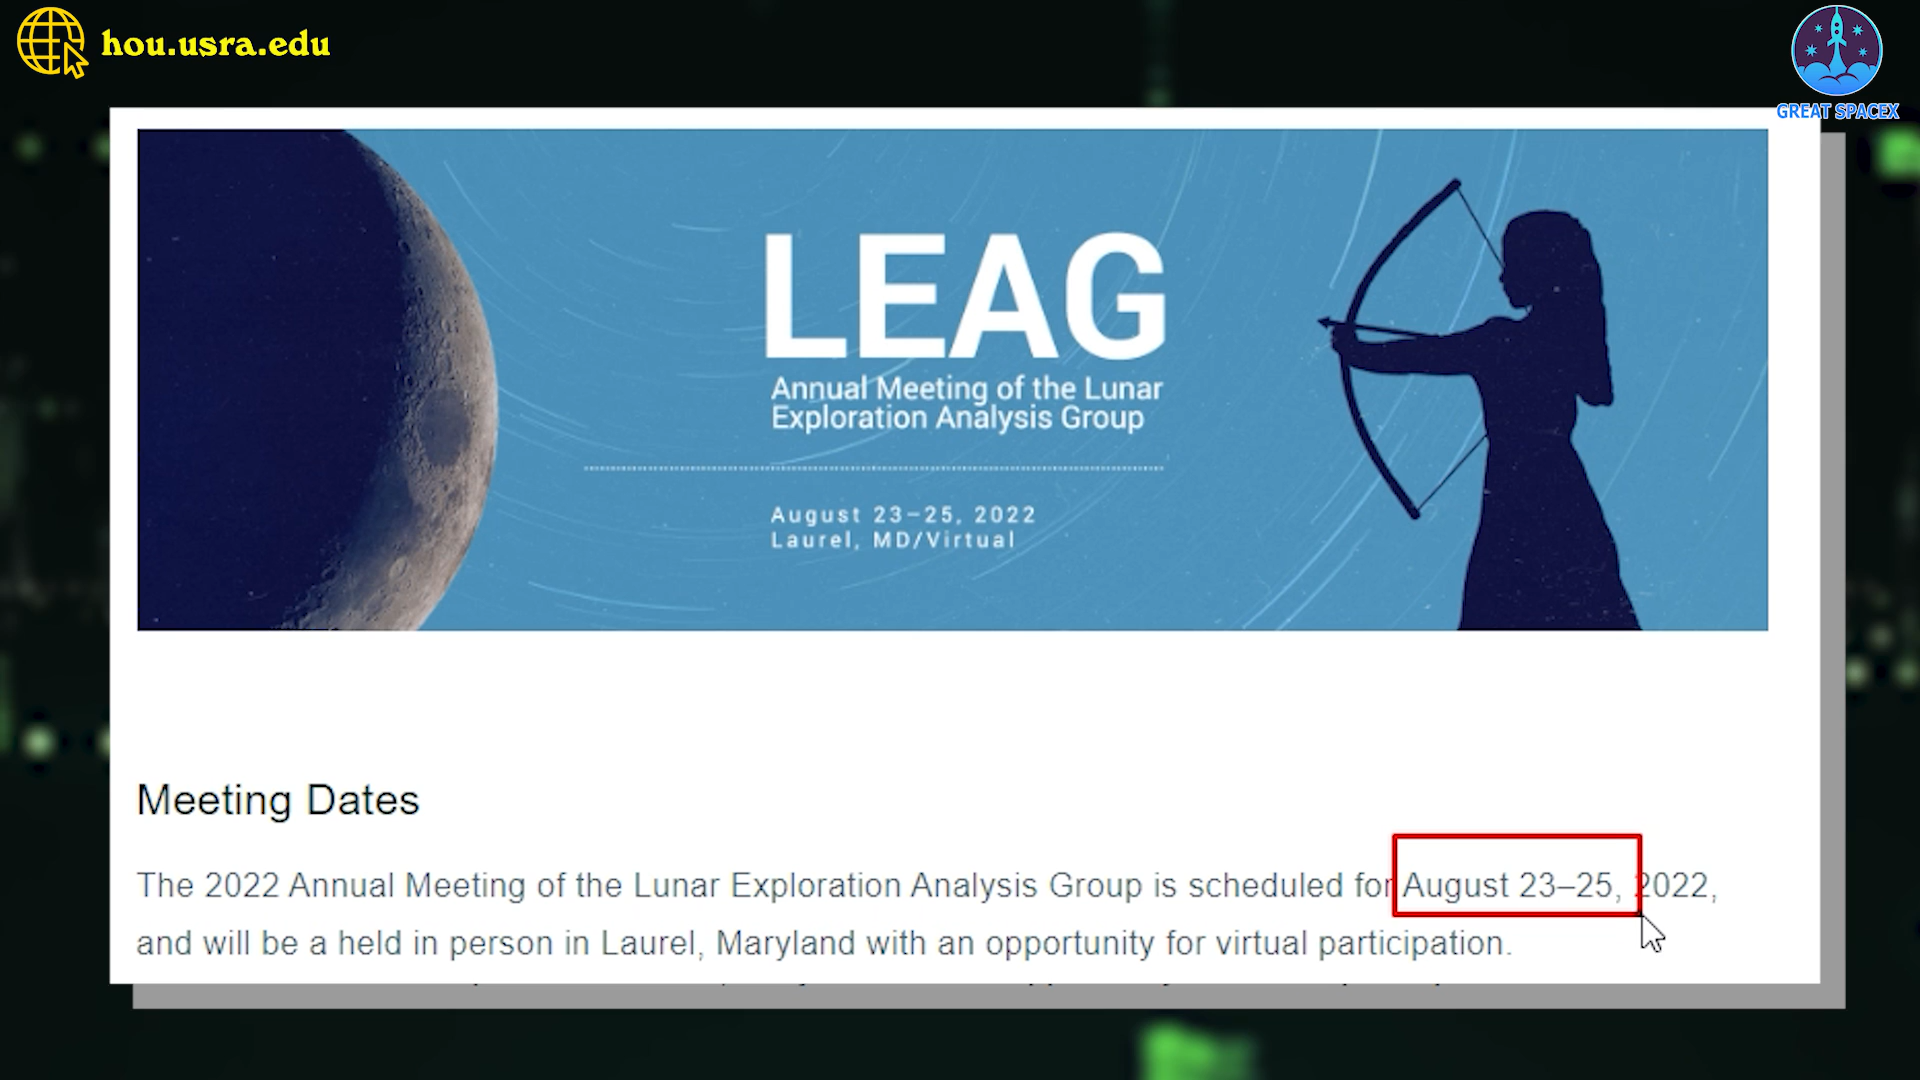 hou.usra.edu
GREAT SPACEX
LEAG
Annual Meeting of the Lunar
Exploration Analysis Group
August 23–25, 2022
Laurel, MD/Virtual
Meeting Dates
The 2022 Annual Meeting of the Lunar Exploration Analysis Group is scheduled for August 23–25, 2022,
and will be a held in person in Laurel, Maryland with an opportunity for virtual participation.